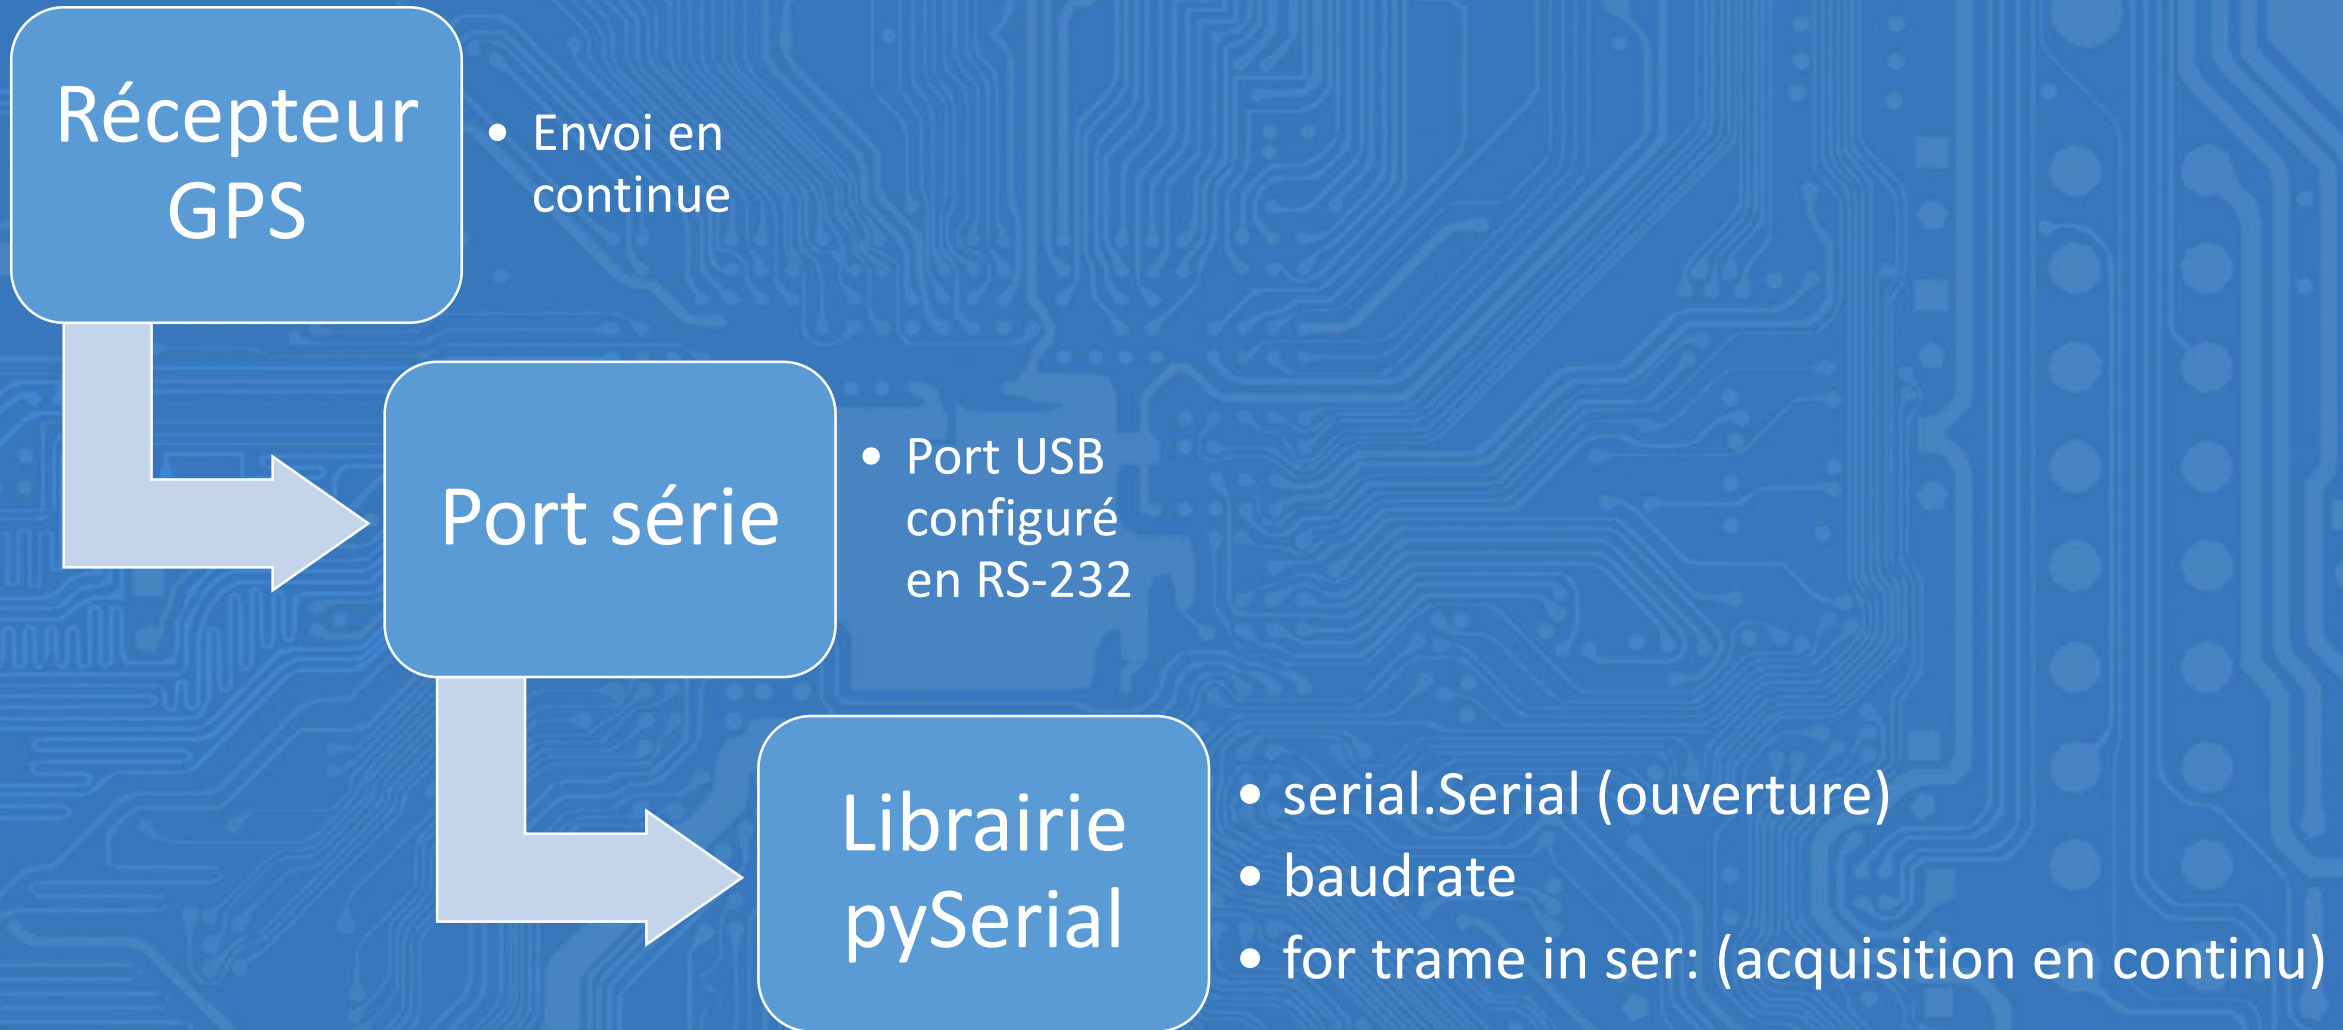 Récepteur
GPS
• Envoi en
continue
Port série
• Port USB
configuré
en RS-232
Librairie
pySerial
• serial.Serial (ouverture)
• baudrate
• for trame in ser: (acquisition en continu)